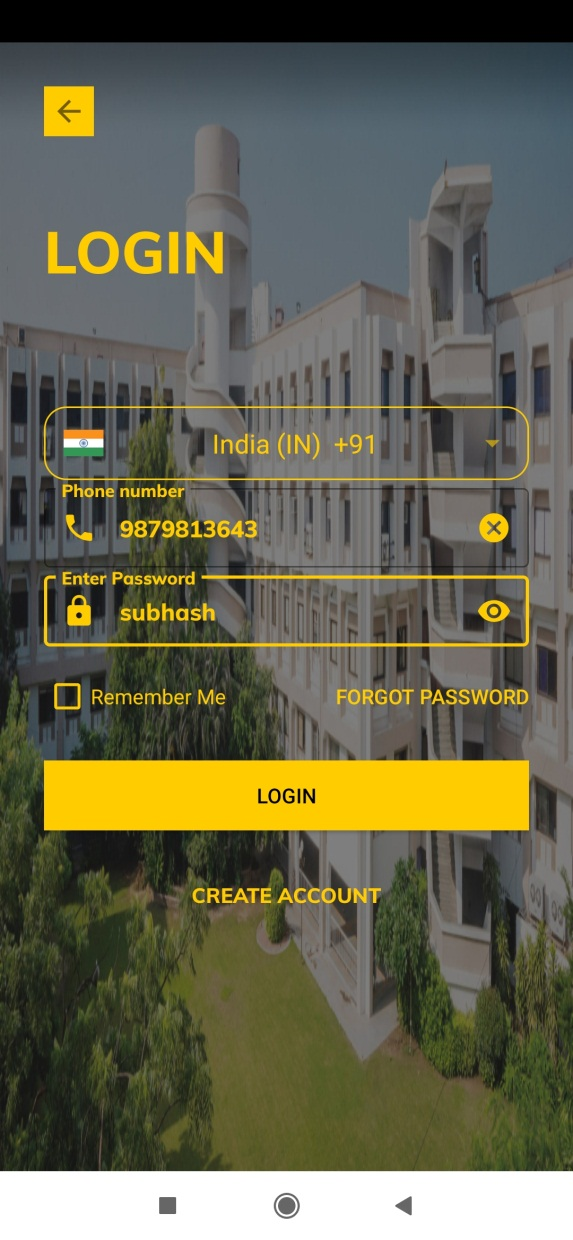 LOGIN
India (IN) +91
Phone number
9879813643
Enter Password
subhash
Remember Me
FORGOT PASSWORD
LOGIN
CREATE ACCOUNT